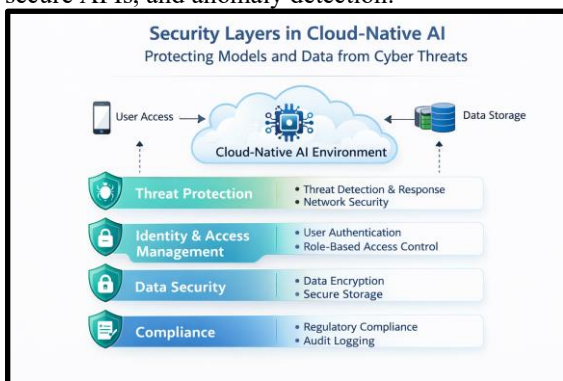 secure APIs, and anomaly detection.
Security Layers in Cloud-Native AI
Protecting Models and Data from Cyber Threats
User Access
Data Storage
Cloud-Native AI Environment
Threat Protection
• Threat Detection & Response
• Network Security
Identity & Access
Management
• User Authentication
• Role-Based Access Control
Data Security
• Data Encryption
• Secure Storage
Compliance
• Regulatory Compliance
• Audit Logging